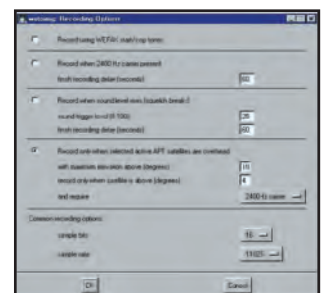 wxtoimg: Recording Options
Record using WEFAX start/stop tones
Record when 2400 Hz carrier present
finish recording delay (seconds)
60
Record when sound level rises (squelch breaks)
sound trigger level (0-100)
finish recording delay (seconds)
60
Record only when selected active APT satellites are overhead
with maximum elevation above (degrees)
record only when satellite is above (degrees)
4
and require
2400 Hz carrier
Common recording options
sample bits
16
sample rate
11025
OK
Cancel